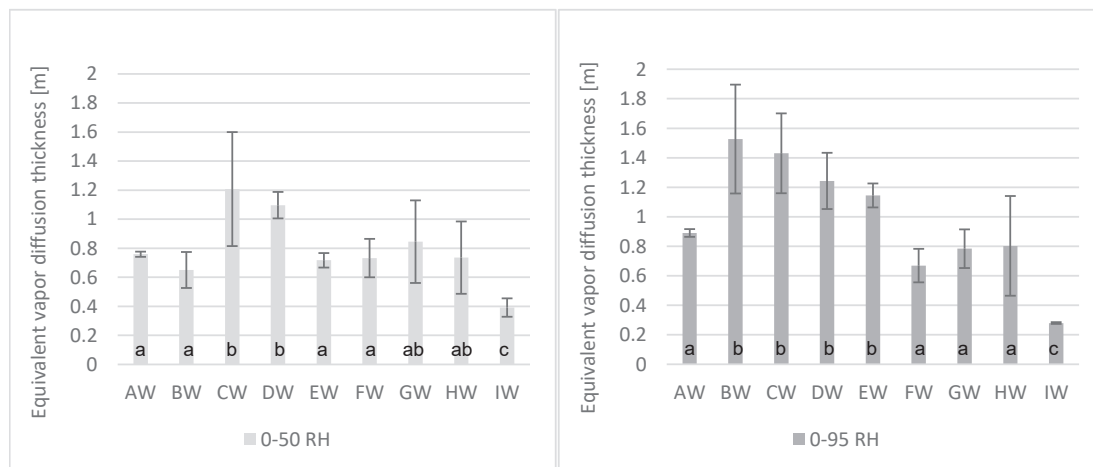 Equivalent vapor diffusion thickness [m]
2
1.8
1.6
1.4
1.2
1
0.8
0.6
0.4
0.2
0
a a b b a a ab ab c
AW BW CW DW EW FW GW HW IW
0-50 RH
Equivalent vapor diffusion thickness [m]
2
1.8
1.6
1.4
1.2
1
0.8
0.6
0.4
0.2
0
a b b b b a a a c
AW BW CW DW EW FW GW HW IW
0-95 RH